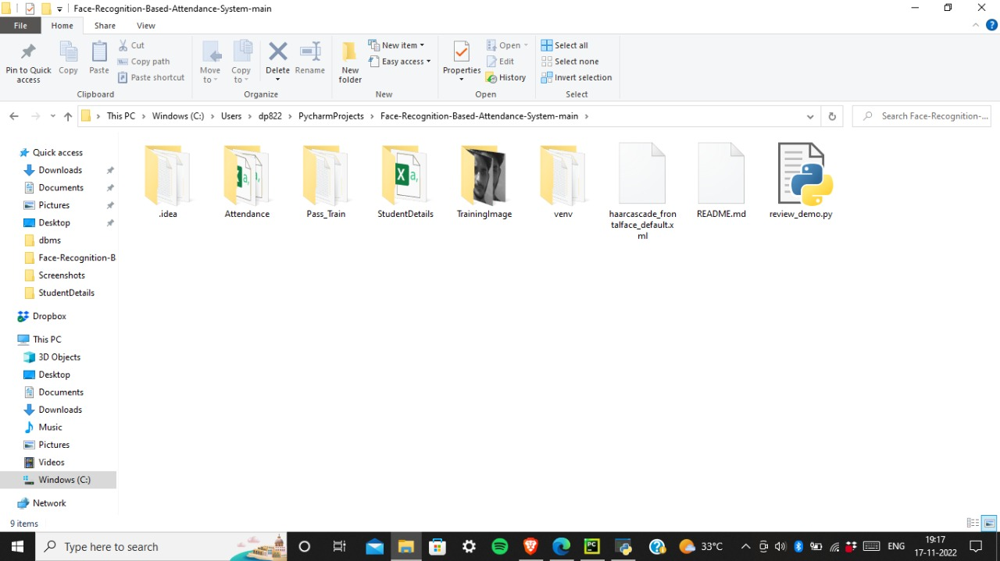 Face-Recognition-Based-Attendance-System-main
File Home Share View
Pin to Quick access
Copy
Paste
Cut
Copy path
Paste shortcut
Clipboard
Move to
Copy to
Delete
Rename
Organize
New folder
New item
Easy access
New
Properties
Open
Edit
History
Open
Select all
Select none
Invert selection
Select
This PC > Windows (C:) > Users > dp822 > PycharmProjects > Face-Recognition-Based-Attendance-System-main >
Search Face-Recognition-...
Quick access
Downloads
Documents
Pictures
Desktop
dbms
Face-Recognition-B
Screenshots
StudentDetails
Dropbox
This PC
3D Objects
Desktop
Documents
Downloads
Music
Pictures
Videos
Windows (C:)
Network
.idea
Attendance
Pass_Train
StudentDetails
TrainingImage
venv
haarcascade_fron
talface_default.x
ml
README.md
review_demo.py
9 items
Type here to search
33°C
ENG
19:17
17-11-2022